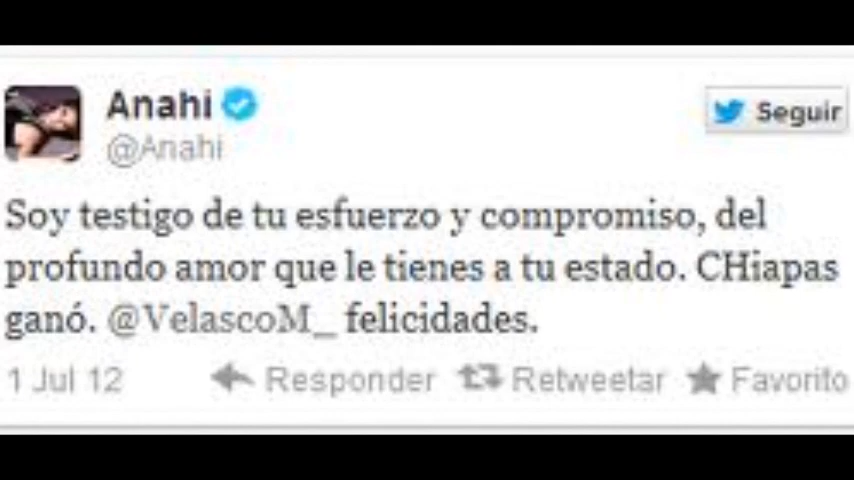 Anahi
@Anahi
Seguir
Soy testigo de tu esfuerzo y compromiso, del
profundo amor que le tienes a tu estado. CHiapas
ganó. @VelascoM_ felicidades.
1 Jul 12 Responder Retweetar Favorito